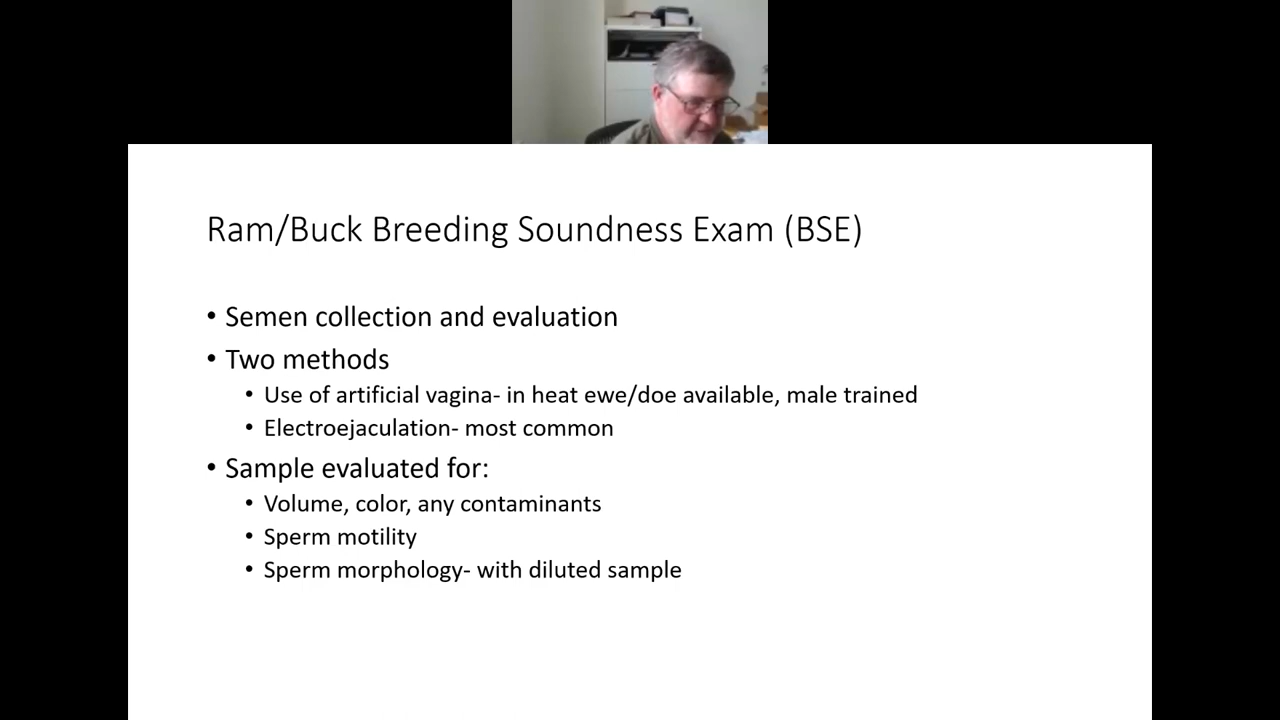 Ram/Buck Breeding Soundness Exam (BSE)
• Semen collection and evaluation
• Two methods
• Use of artificial vagina- in heat ewe/doe available, male trained
• Electroejaculation- most common
• Sample evaluated for:
• Volume, color, any contaminants
• Sperm motility
• Sperm morphology- with diluted sample